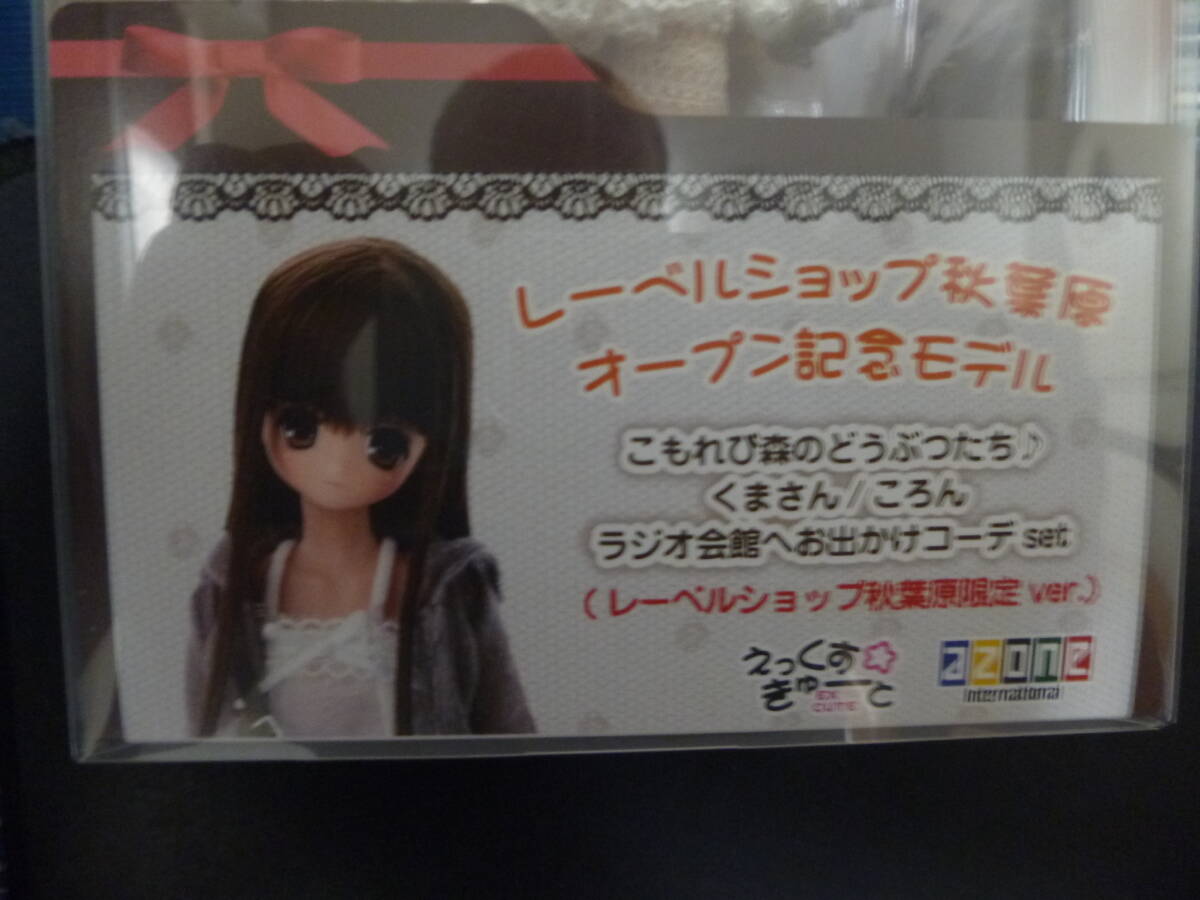 レーベルショップ秋葉原
オープン記念モデル
こもれび森のどうぶつたち♪
くまさん/ころん
ラジオ会館へお出かけコーデset
(レーベルショップ秋葉原限定 ver.)
えっくす☆
きゅーと
EX
CUTE
azone
international